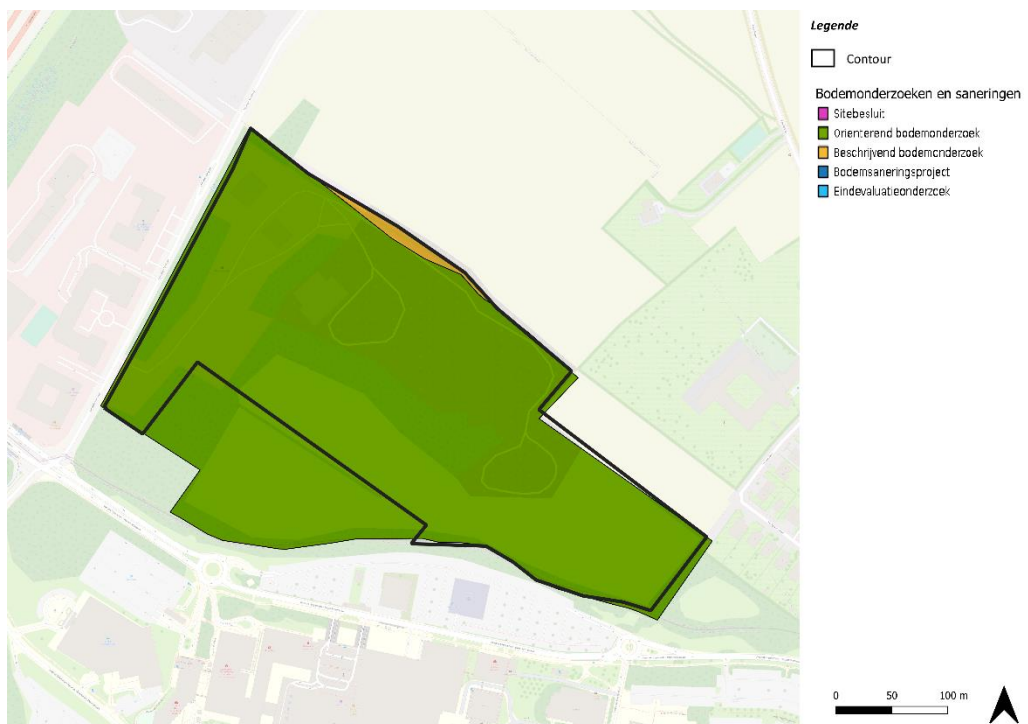 Legende
Contour
Bodemonderzoeken en saneringen
Sitebesluit
Orienterend bodemonderzoek
Beschrijvend bodemonderzoek
Bodemsaneringsproject
Eindevaluatieonderzoek
0 50 100 m